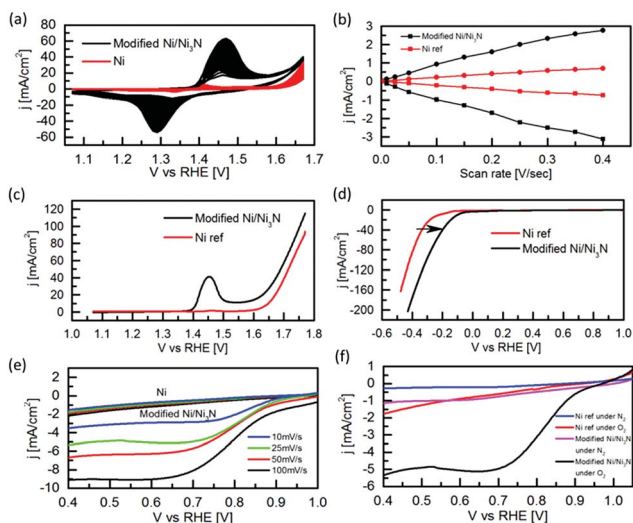 (a)
Modified Ni/Ni₃N
Ni
j [mA/cm²]
80
60
40
20
0
-20
-40
-60
1.1 1.2 1.3 1.4 1.5 1.6 1.7
V vs RHE [V]
(b)
Modified Ni/Ni₃N
Ni ref
j [mA/cm²]
3
2
1
0
1
2
3
0.0 0.1 0.2 0.3 0.4
Scan rate [V/sec]
(c)
Modified Ni/Ni₃N
Ni ref
j [mA/cm²]
120
100
80
60
40
20
0
1.0 1.1 1.2 1.3 1.4 1.5 1.6 1.7 1.8
V vs RHE [V]
(d)
Ni ref
Modified Ni/Ni₃N
j [mA/cm²]
0
-40
-80
-120
-160
-200
-0.6 -0.4 -0.2 0.0 0.2 0.4 0.6 0.8 1.0
V vs RHE [V]
(e)
Ni
Modified Ni/Ni₃N
10mV/s
25mV/s
50mV/s
100mV/s
j [mA/cm²]
2
0
-2
-4
-6
-8
-10
0.4 0.5 0.6 0.7 0.8 0.9 1.0
V vs RHE [V]
(f)
Ni ref under N₂
Ni ref under O₂
Modified Ni/Ni₃N
under N₂
Modified Ni/Ni₃N
under O₂
j [mA/cm²]
1
0
-1
-2
-3
-4
-5
-6
0.4 0.5 0.6 0.7 0.8 0.9 1.0
V vs RHE [V]